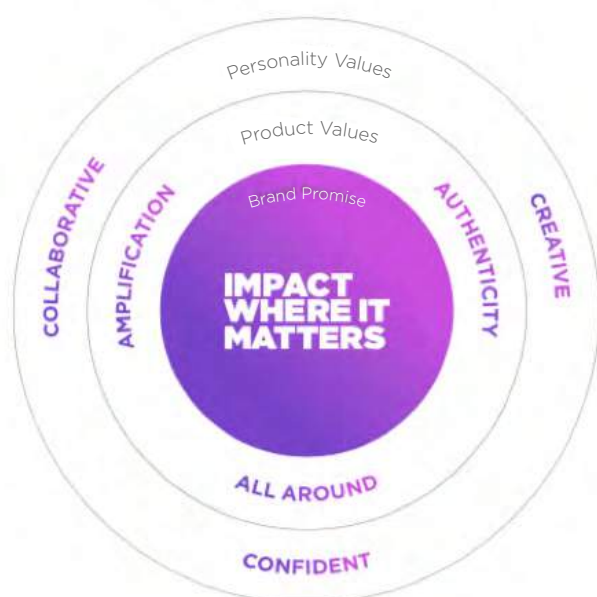 Personality Values
COLLABORATIVE
CREATIVE
CONFIDENT
Product Values
AMPLIFICATION
AUTHENTICITY
ALL AROUND
Brand Promise
IMPACT
WHERE IT
MATTERS